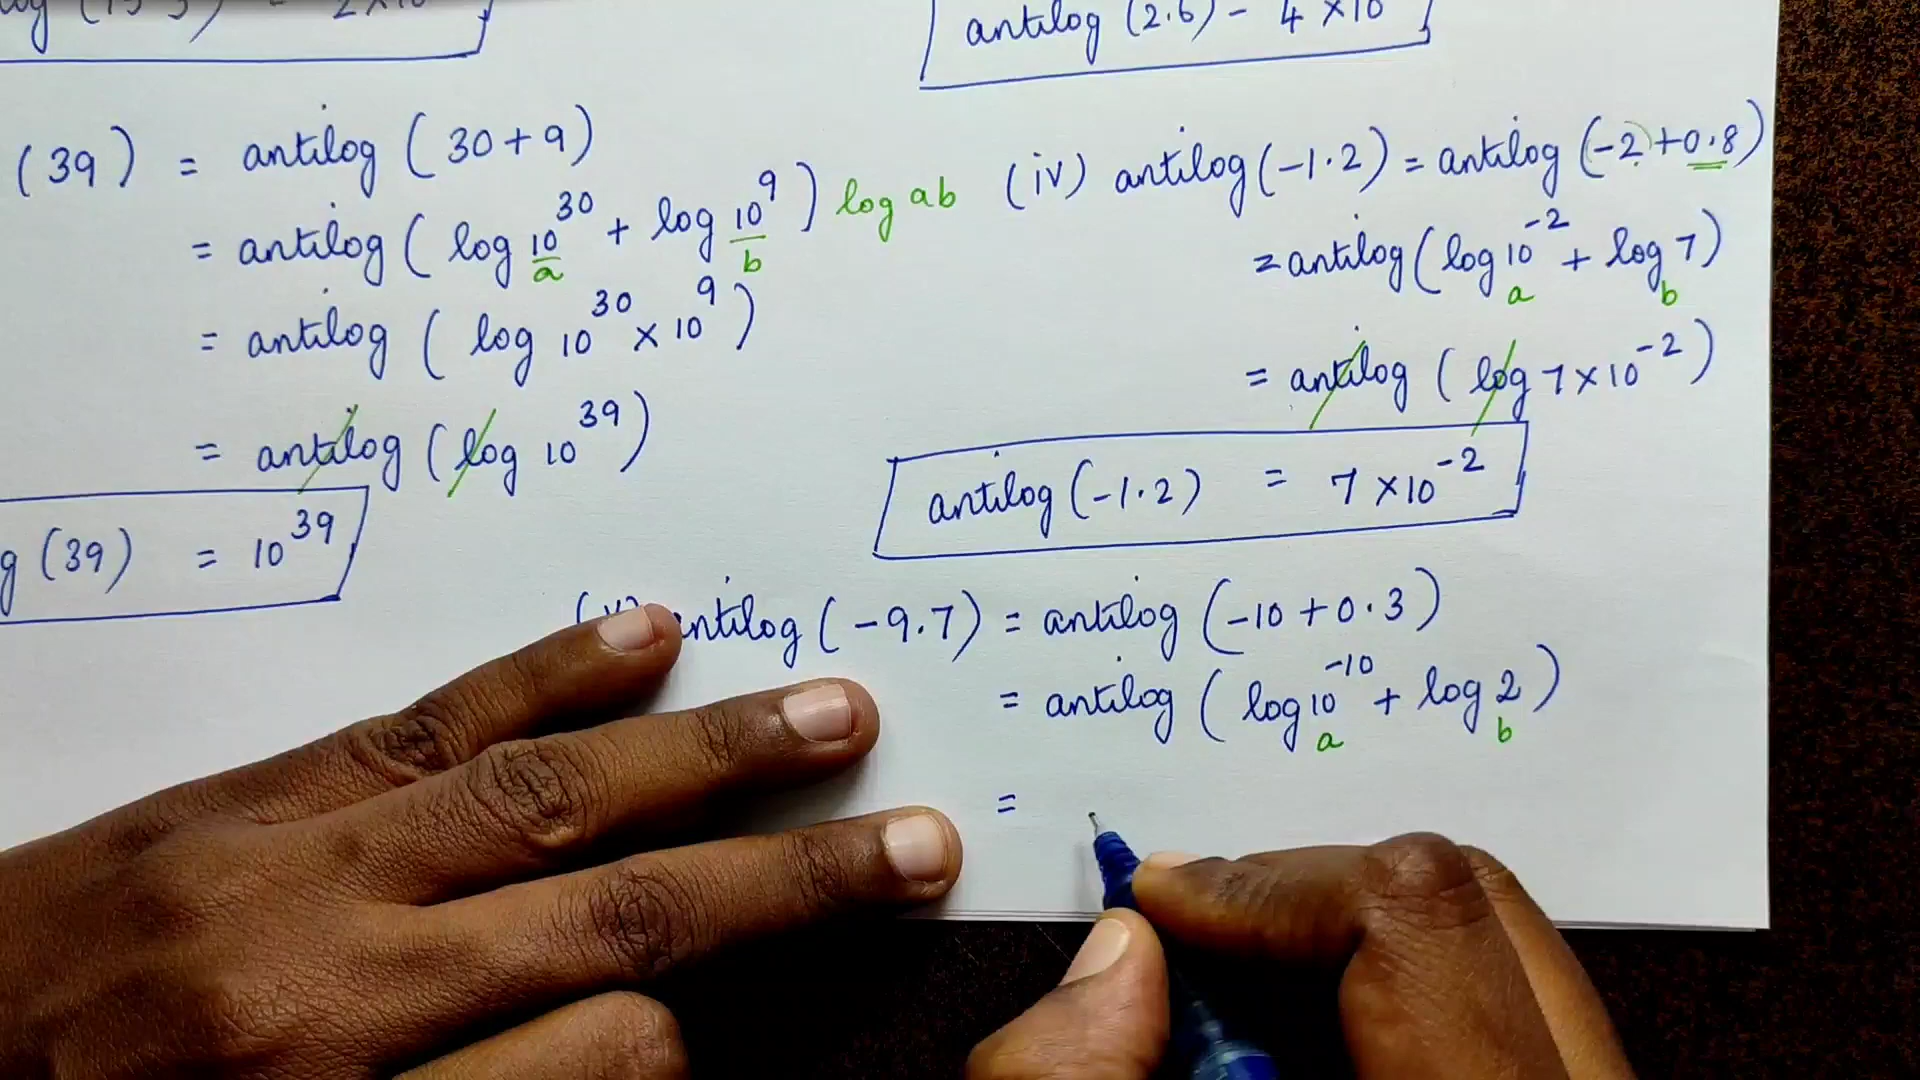 antilog (2.6) - 4 × 10
(39) = antilog (30 + 9)
= antilog ( log 10^30 + log 10^9 ) log ab
a b
= antilog ( log 10^30 × 10^9 )
= antilog ( log 10^39 )
g (39) = 10^39
(iv) antilog (-1.2) = antilog (-2 + 0.8)
= antilog ( log 10^-2 + log 7 )
a b
= antilog ( log 7 × 10^-2 )
antilog (-1.2) = 7 × 10^-2
antilog (-9.7) = antilog (-10 + 0.3)
= antilog ( log 10^-10 + log 2 )
a b
=